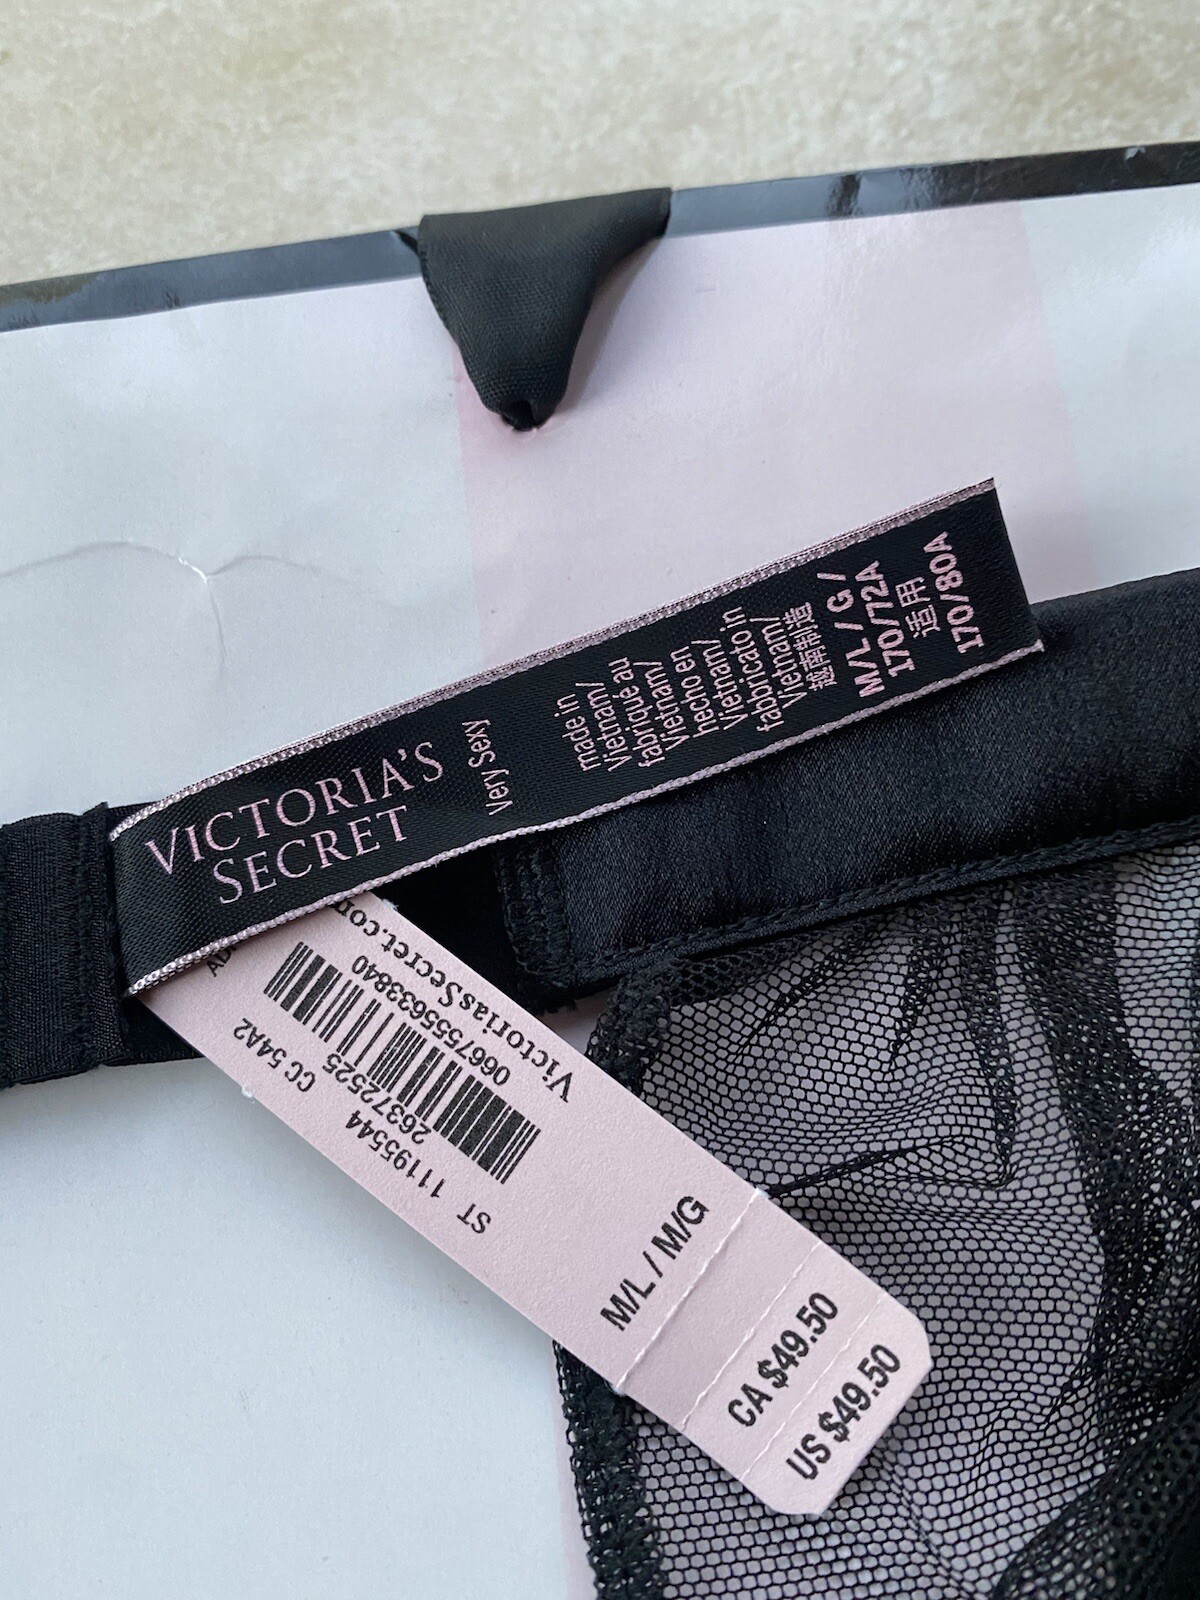 VICTORIA'S
SECRET
Very Sexy
made in
Vietnam/
fabriqué au
Vietnam/
hecho en
Vietnam/
fabbricato in
Vietnam/
越南制造
M/L / G /
170/72A
适用
170/80A
VictoriasSecret.com
0667555633840
26372525
ST 11195544
CC 54A2
M/L / M/G
CA $49.50
US $49.50